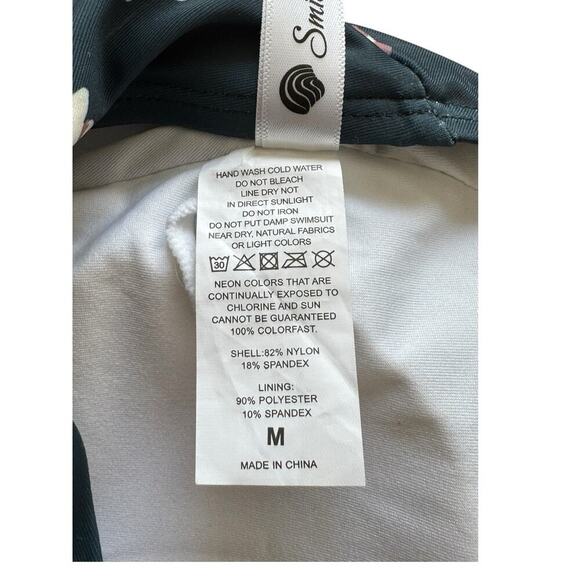 HAND WASH COLD WATER
DO NOT BLEACH
LINE DRY NOT
IN DIRECT SUNLIGHT
DO NOT IRON
DO NOT PUT DAMP SWIMSUIT
NEAR DRY, NATURAL FABRICS
OR LIGHT COLORS
30
NEON COLORS THAT ARE
CONTINUALLY EXPOSED TO
CHLORINE AND SUN
CANNOT BE GUARANTEED
100% COLORFAST.
SHELL:82% NYLON
18% SPANDEX
LINING:
90% POLYESTER
10% SPANDEX
M
MADE IN CHINA